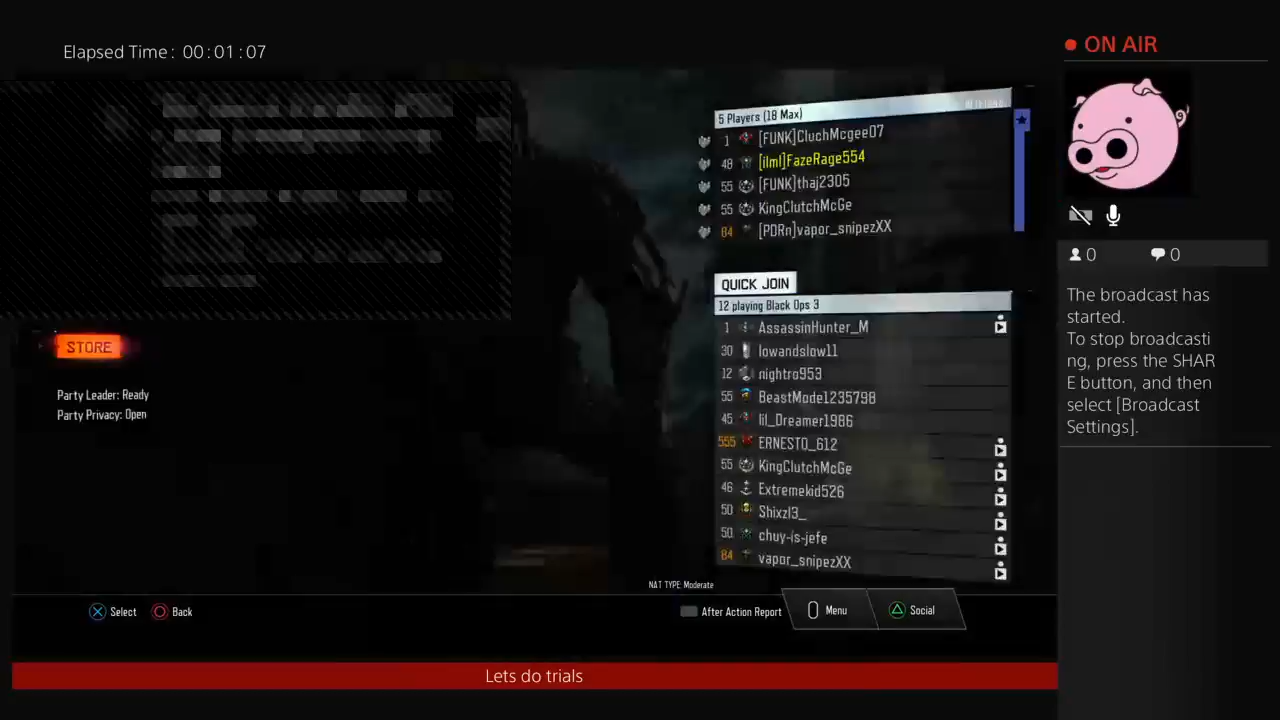 Elapsed Time: 00:01:07
ON AIR
5 Players (18 Max)
1 [FUNK]CluchMcgee07
48 [ilml]FazeRage554
55 [FUNK]thaj2305
55 KingClutchMcGe
84 [PDRn]vapor_snipezXX
0 0
The broadcast has
started.
To stop broadcasti
ng, press the SHAR
E button, and then
select [Broadcast
Settings].
QUICK JOIN
12 playing Black Ops 3
1 AssassinHunter_M
30 lowandslow11
12 nightro953
55 BeastMode1235798
45 lil_Dreamer1986
555 ERNESTO_612
55 KingClutchMcGe
46 Extremekid526
50 Shixzl3_
50 chuy-is-jefe
84 vapor_snipezXX
STORE
Party Leader: Ready
Party Privacy: Open
NAT TYPE: Moderate
Select Back After Action Report Menu Social
Lets do trials